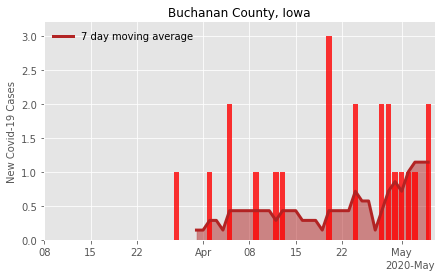 Buchanan County, Iowa
7 day moving average
New Covid-19 Cases
3.0
2.5
2.0
1.5
1.0
0.5
0.0
08 15 22 Apr 08 15 22 May
2020-May